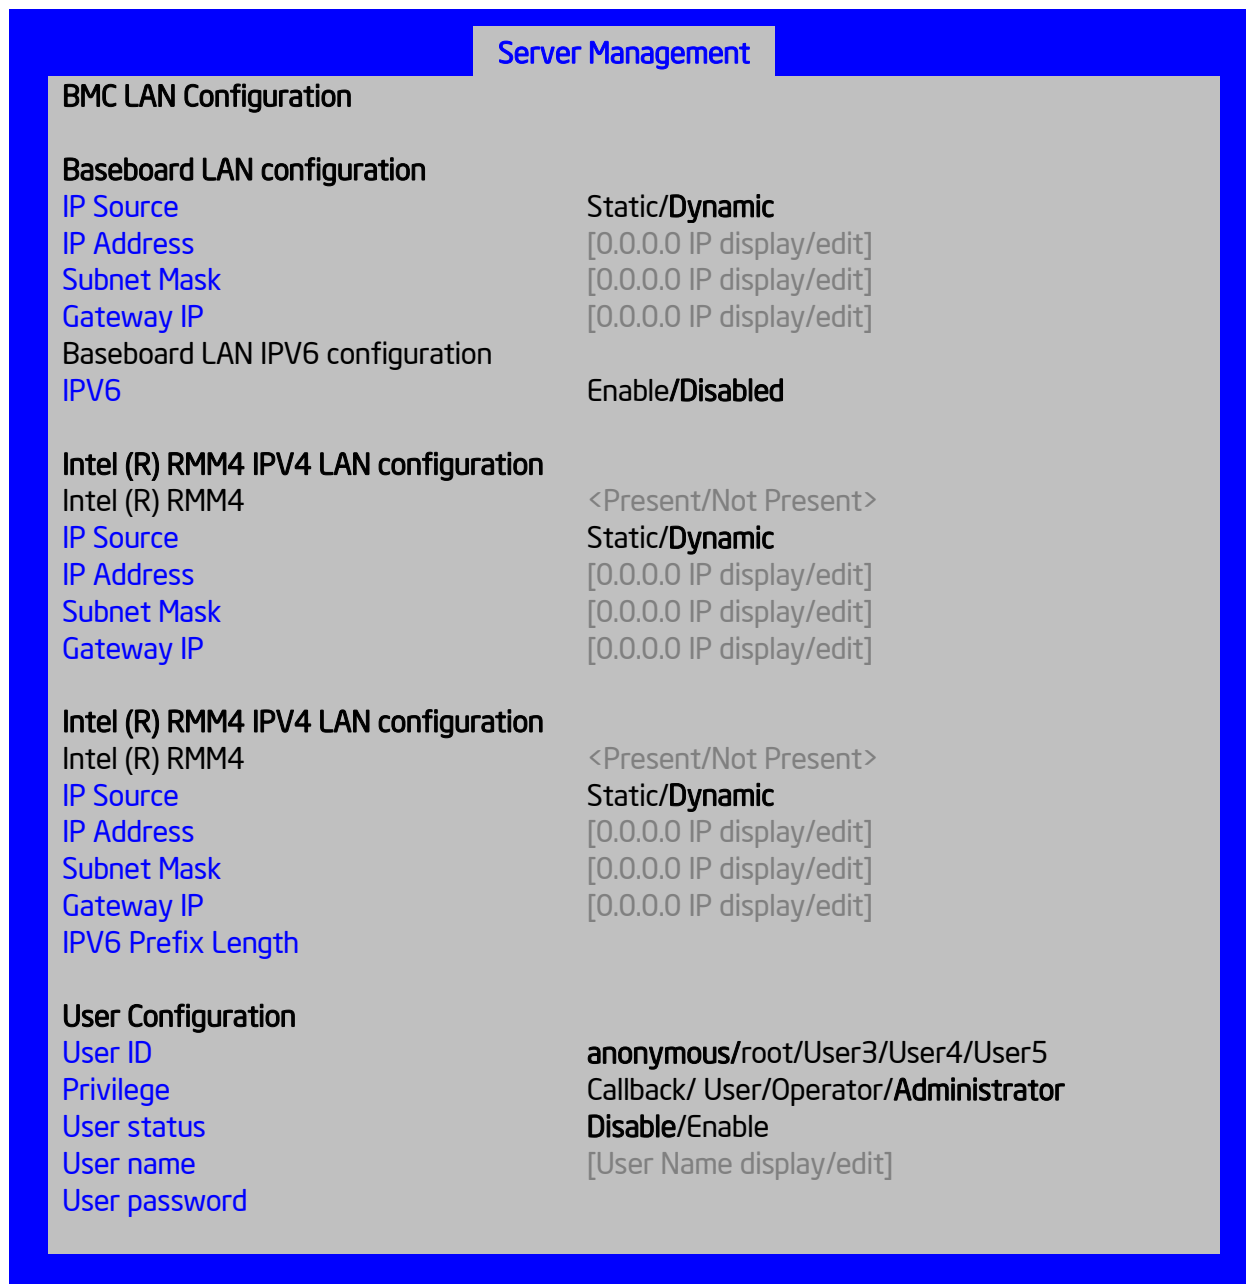 Server Management
BMC LAN Configuration
Baseboard LAN configuration
IP Source Static/Dynamic
IP Address [0.0.0.0 IP display/edit]
Subnet Mask [0.0.0.0 IP display/edit]
Gateway IP [0.0.0.0 IP display/edit]
Baseboard LAN IPV6 configuration
IPV6 Enable/Disabled
Intel (R) RMM4 IPV4 LAN configuration
Intel (R) RMM4 <Present/Not Present>
IP Source Static/Dynamic
IP Address [0.0.0.0 IP display/edit]
Subnet Mask [0.0.0.0 IP display/edit]
Gateway IP [0.0.0.0 IP display/edit]
Intel (R) RMM4 IPV4 LAN configuration
Intel (R) RMM4 <Present/Not Present>
IP Source Static/Dynamic
IP Address [0.0.0.0 IP display/edit]
Subnet Mask [0.0.0.0 IP display/edit]
Gateway IP [0.0.0.0 IP display/edit]
IPV6 Prefix Length
User Configuration
User ID anonymous/root/User3/User4/User5
Privilege Callback/ User/Operator/Administrator
User status Disable/Enable
User name [User Name display/edit]
User password